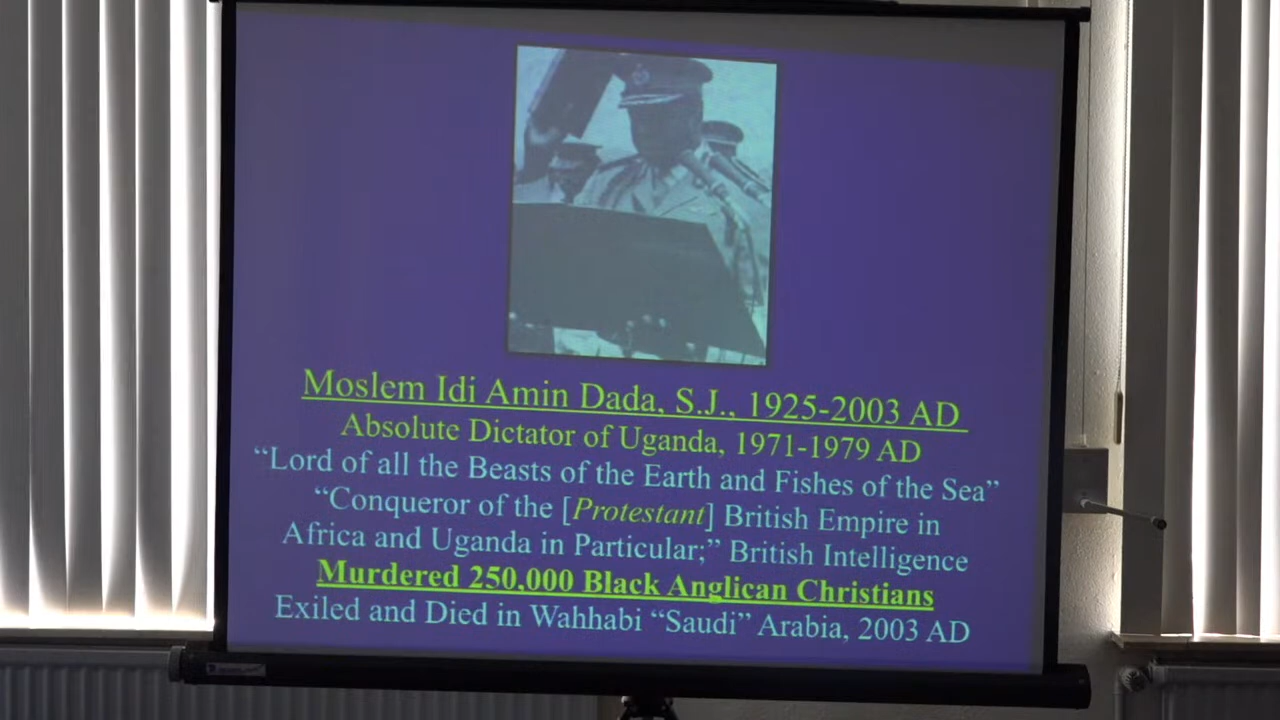 Moslem Idi Amin Dada, S.J., 1925-2003 AD
Absolute Dictator of Uganda, 1971-1979 AD
“Lord of all the Beasts of the Earth and Fishes of the Sea”
“Conqueror of the [Protestant] British Empire in
Africa and Uganda in Particular;” British Intelligence
Murdered 250,000 Black Anglican Christians
Exiled and Died in Wahhabi “Saudi” Arabia, 2003 AD